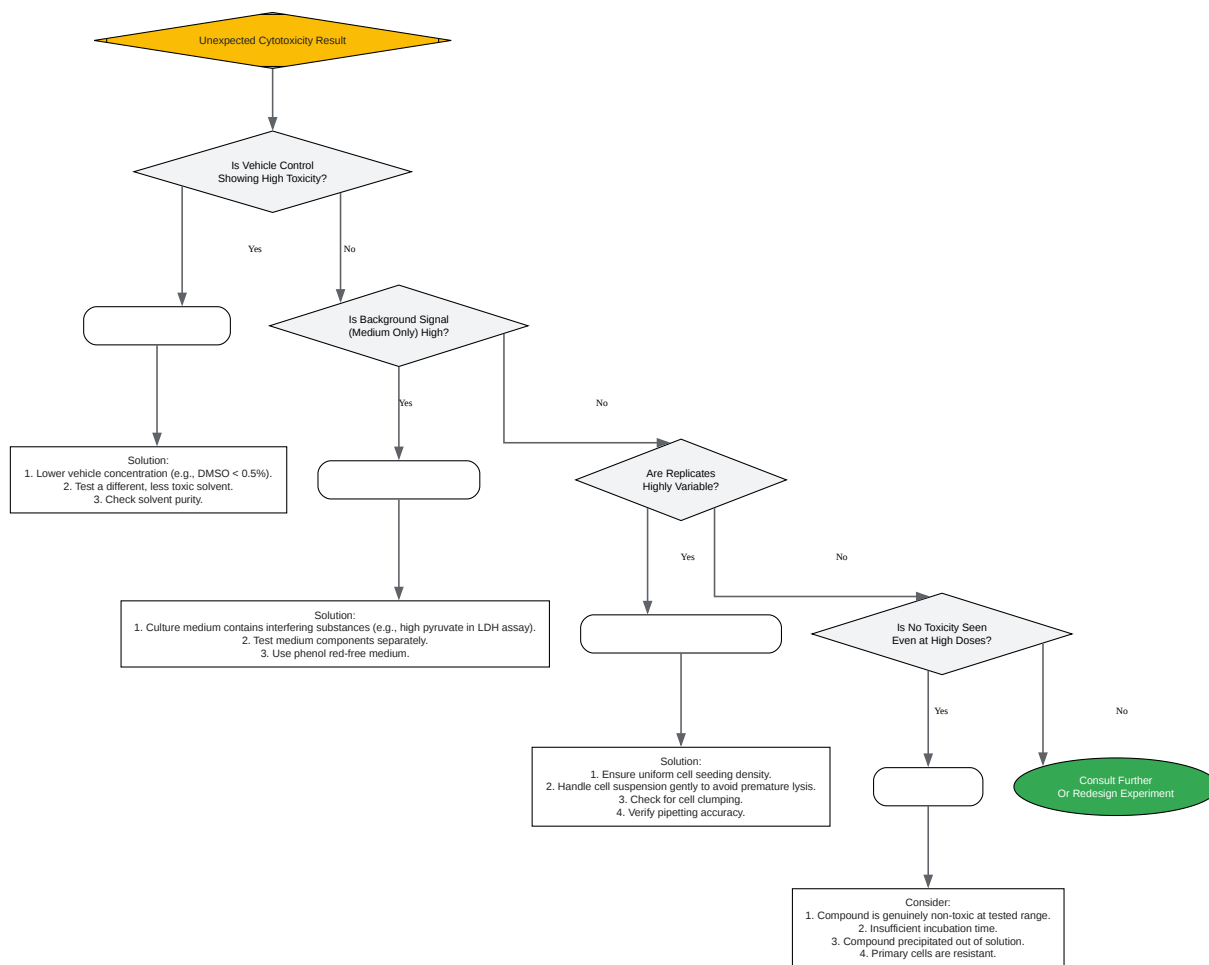 Unexpected Cytotoxicity Result
Is Vehicle Control
Showing High Toxicity?
Yes
No
Is Background Signal
(Medium Only) High?
Yes
No
Solution:
1. Lower vehicle concentration (e.g., DMSO < 0.5%).
2. Test a different, less toxic solvent.
3. Check solvent purity.
Are Replicates
Highly Variable?
Yes
No
Solution:
1. Culture medium contains interfering substances (e.g., high pyruvate in LDH assay).
2. Test medium components separately.
3. Use phenol red-free medium.
Is No Toxicity Seen
Even at High Doses?
Yes
No
Solution:
1. Ensure uniform cell seeding density.
2. Handle cell suspension gently to avoid premature lysis.
3. Check for cell clumping.
4. Verify pipetting accuracy.
Consult Further
Or Redesign Experiment
Consider:
1. Compound is genuinely non-toxic at tested range.
2. Insufficient incubation time.
3. Compound precipitated out of solution.
4. Primary cells are resistant.